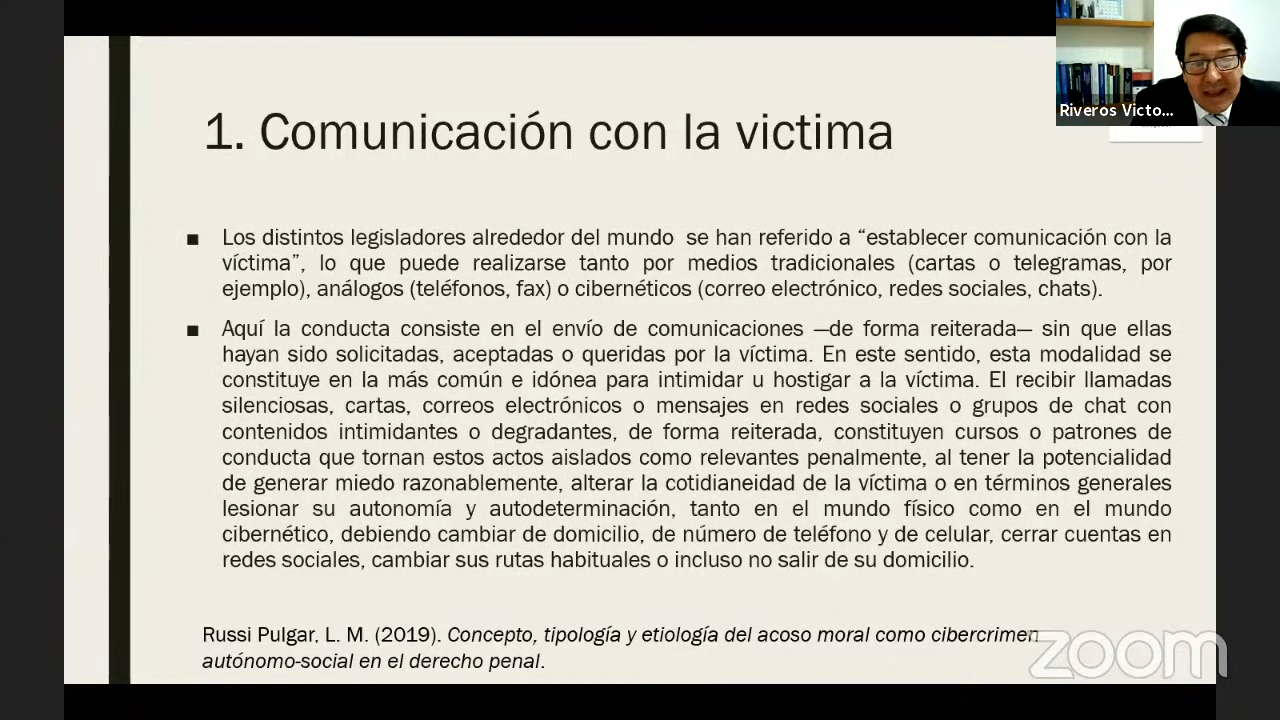 Riveros Victo...
1. Comunicación con la victima
■ Los distintos legisladores alrededor del mundo se han referido a “establecer comunicación con la
víctima”, lo que puede realizarse tanto por medios tradicionales (cartas o telegramas, por
ejemplo), análogos (teléfonos, fax) o cibernéticos (correo electrónico, redes sociales, chats).
■ Aquí la conducta consiste en el envío de comunicaciones —de forma reiterada— sin que ellas
hayan sido solicitadas, aceptadas o queridas por la víctima. En este sentido, esta modalidad se
constituye en la más común e idónea para intimidar u hostigar a la víctima. El recibir llamadas
silenciosas, cartas, correos electrónicos o mensajes en redes sociales o grupos de chat con
contenidos intimidantes o degradantes, de forma reiterada, constituyen cursos o patrones de
conducta que tornan estos actos aislados como relevantes penalmente, al tener la potencialidad
de generar miedo razonablemente, alterar la cotidianeidad de la víctima o en términos generales
lesionar su autonomía y autodeterminación, tanto en el mundo físico como en el mundo
cibernético, debiendo cambiar de domicilio, de número de teléfono y de celular, cerrar cuentas en
redes sociales, cambiar sus rutas habituales o incluso no salir de su domicilio.
Russi Pulgar, L. M. (2019). Concepto, tipología y etiología del acoso moral como cibercrimen
autónomo-social en el derecho penal.
zoom